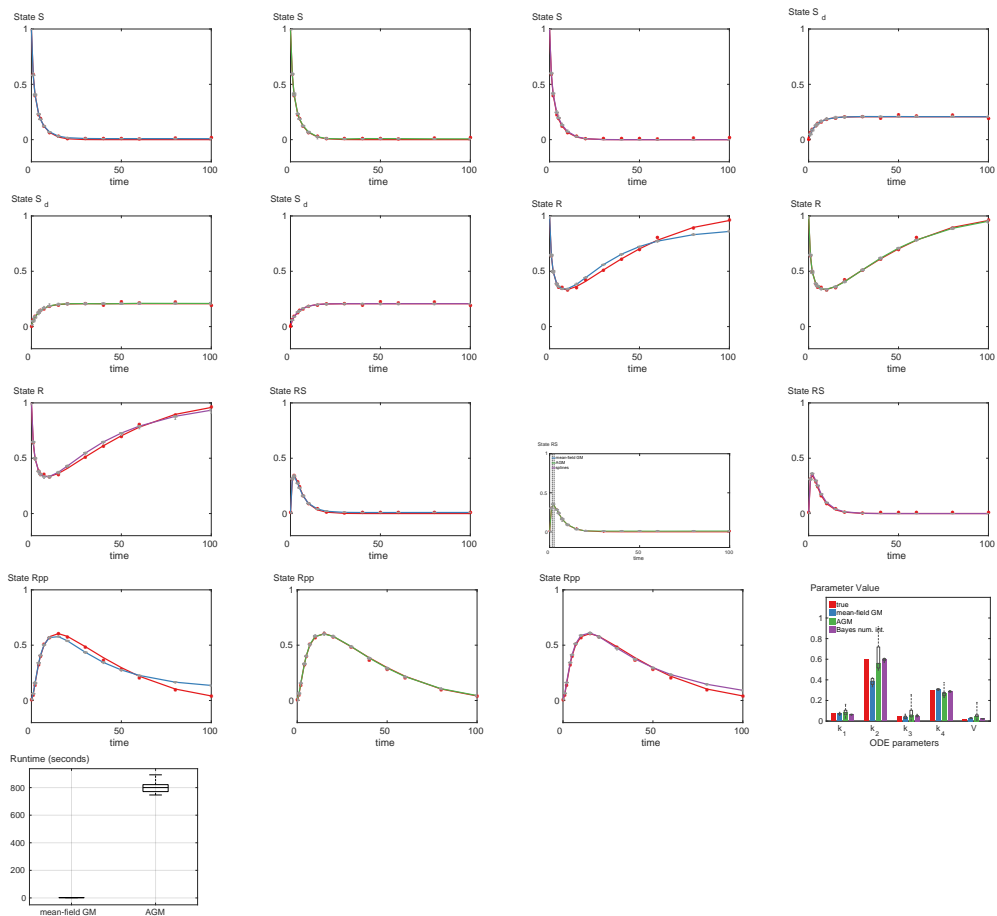 State S
1
0.5
0
0
50
100
time
State S
1
0.5
0
0
50
100
time
State S
1
0.5
0
0
50
100
time
State S d
1
0.5
0
0
50
100
time
State S d
1
0.5
0
0
50
100
time
State S d
1
0.5
0
0
50
100
time
State R
1
0.5
0
0
50
100
time
State R
1
0.5
0
0
50
100
time
State R
1
0.5
0
0
50
100
time
State RS
1
0.5
0
0
50
100
time
State RS
mean-field GM
AGM
splines
1
0.5
0
0
50
100
time
State RS
1
0.5
0
0
50
100
time
State Rpp
1
0.5
0
0
50
100
time
State Rpp
1
0.5
0
0
50
100
time
State Rpp
1
0.5
0
0
50
100
time
Parameter Value
true
mean-field GM
AGM
Bayes num. int.
1
0.8
0.6
0.4
0.2
0
k1 k2 k3 k4 V
ODE parameters
Runtime (seconds)
800
600
400
200
0
mean-field GM AGM